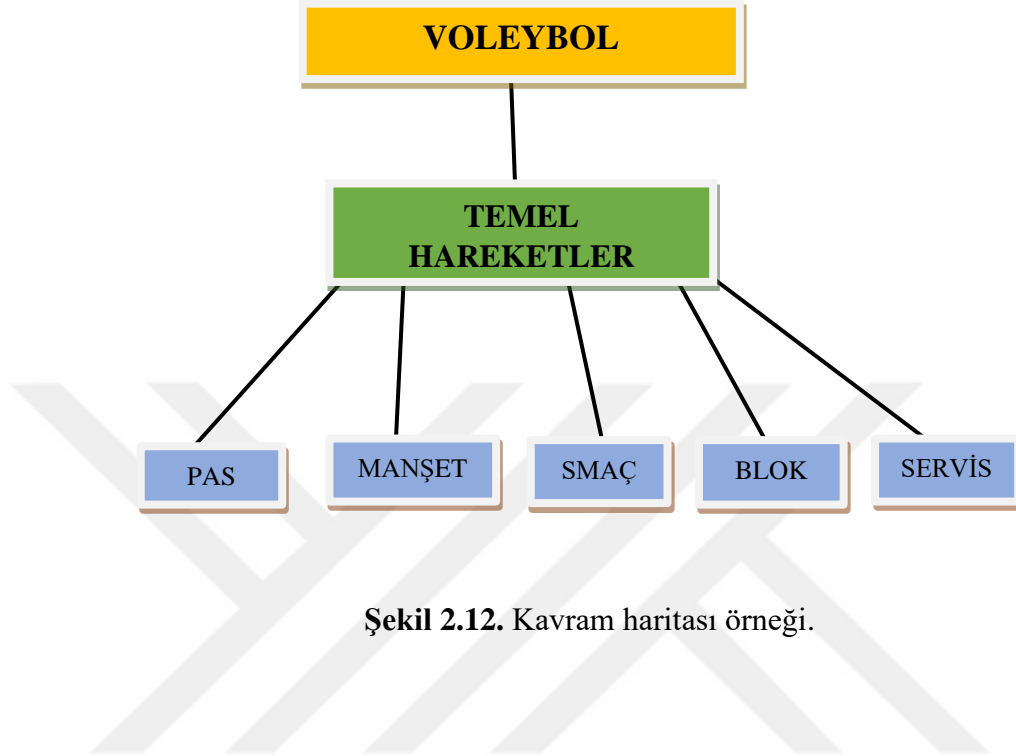 VOLEYBOL
TEMEL
HAREKETLER
PAS
MANŞET
SMAÇ
BLOK
SERVİS
Şekil 2.12. Kavram haritası örneği.